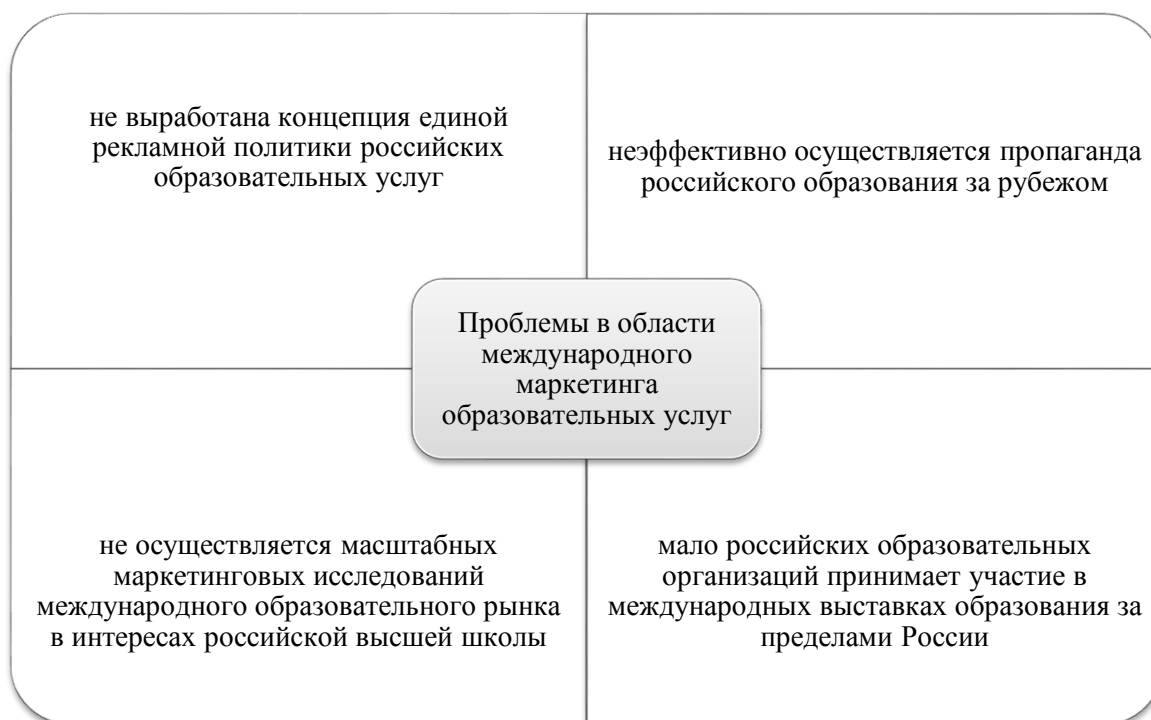 не выработана концепция единой
рекламной политики российских
образовательных услуг
неэффективно осуществляется пропаганда
российского образования за рубежом
Проблемы в области
международного
маркетинга
образовательных услуг
не осуществляется масштабных
маркетинговых исследований
международного образовательного рынка
в интересах российской высшей школы
мало российских образовательных
организаций принимает участие в
международных выставках образования за
пределами России